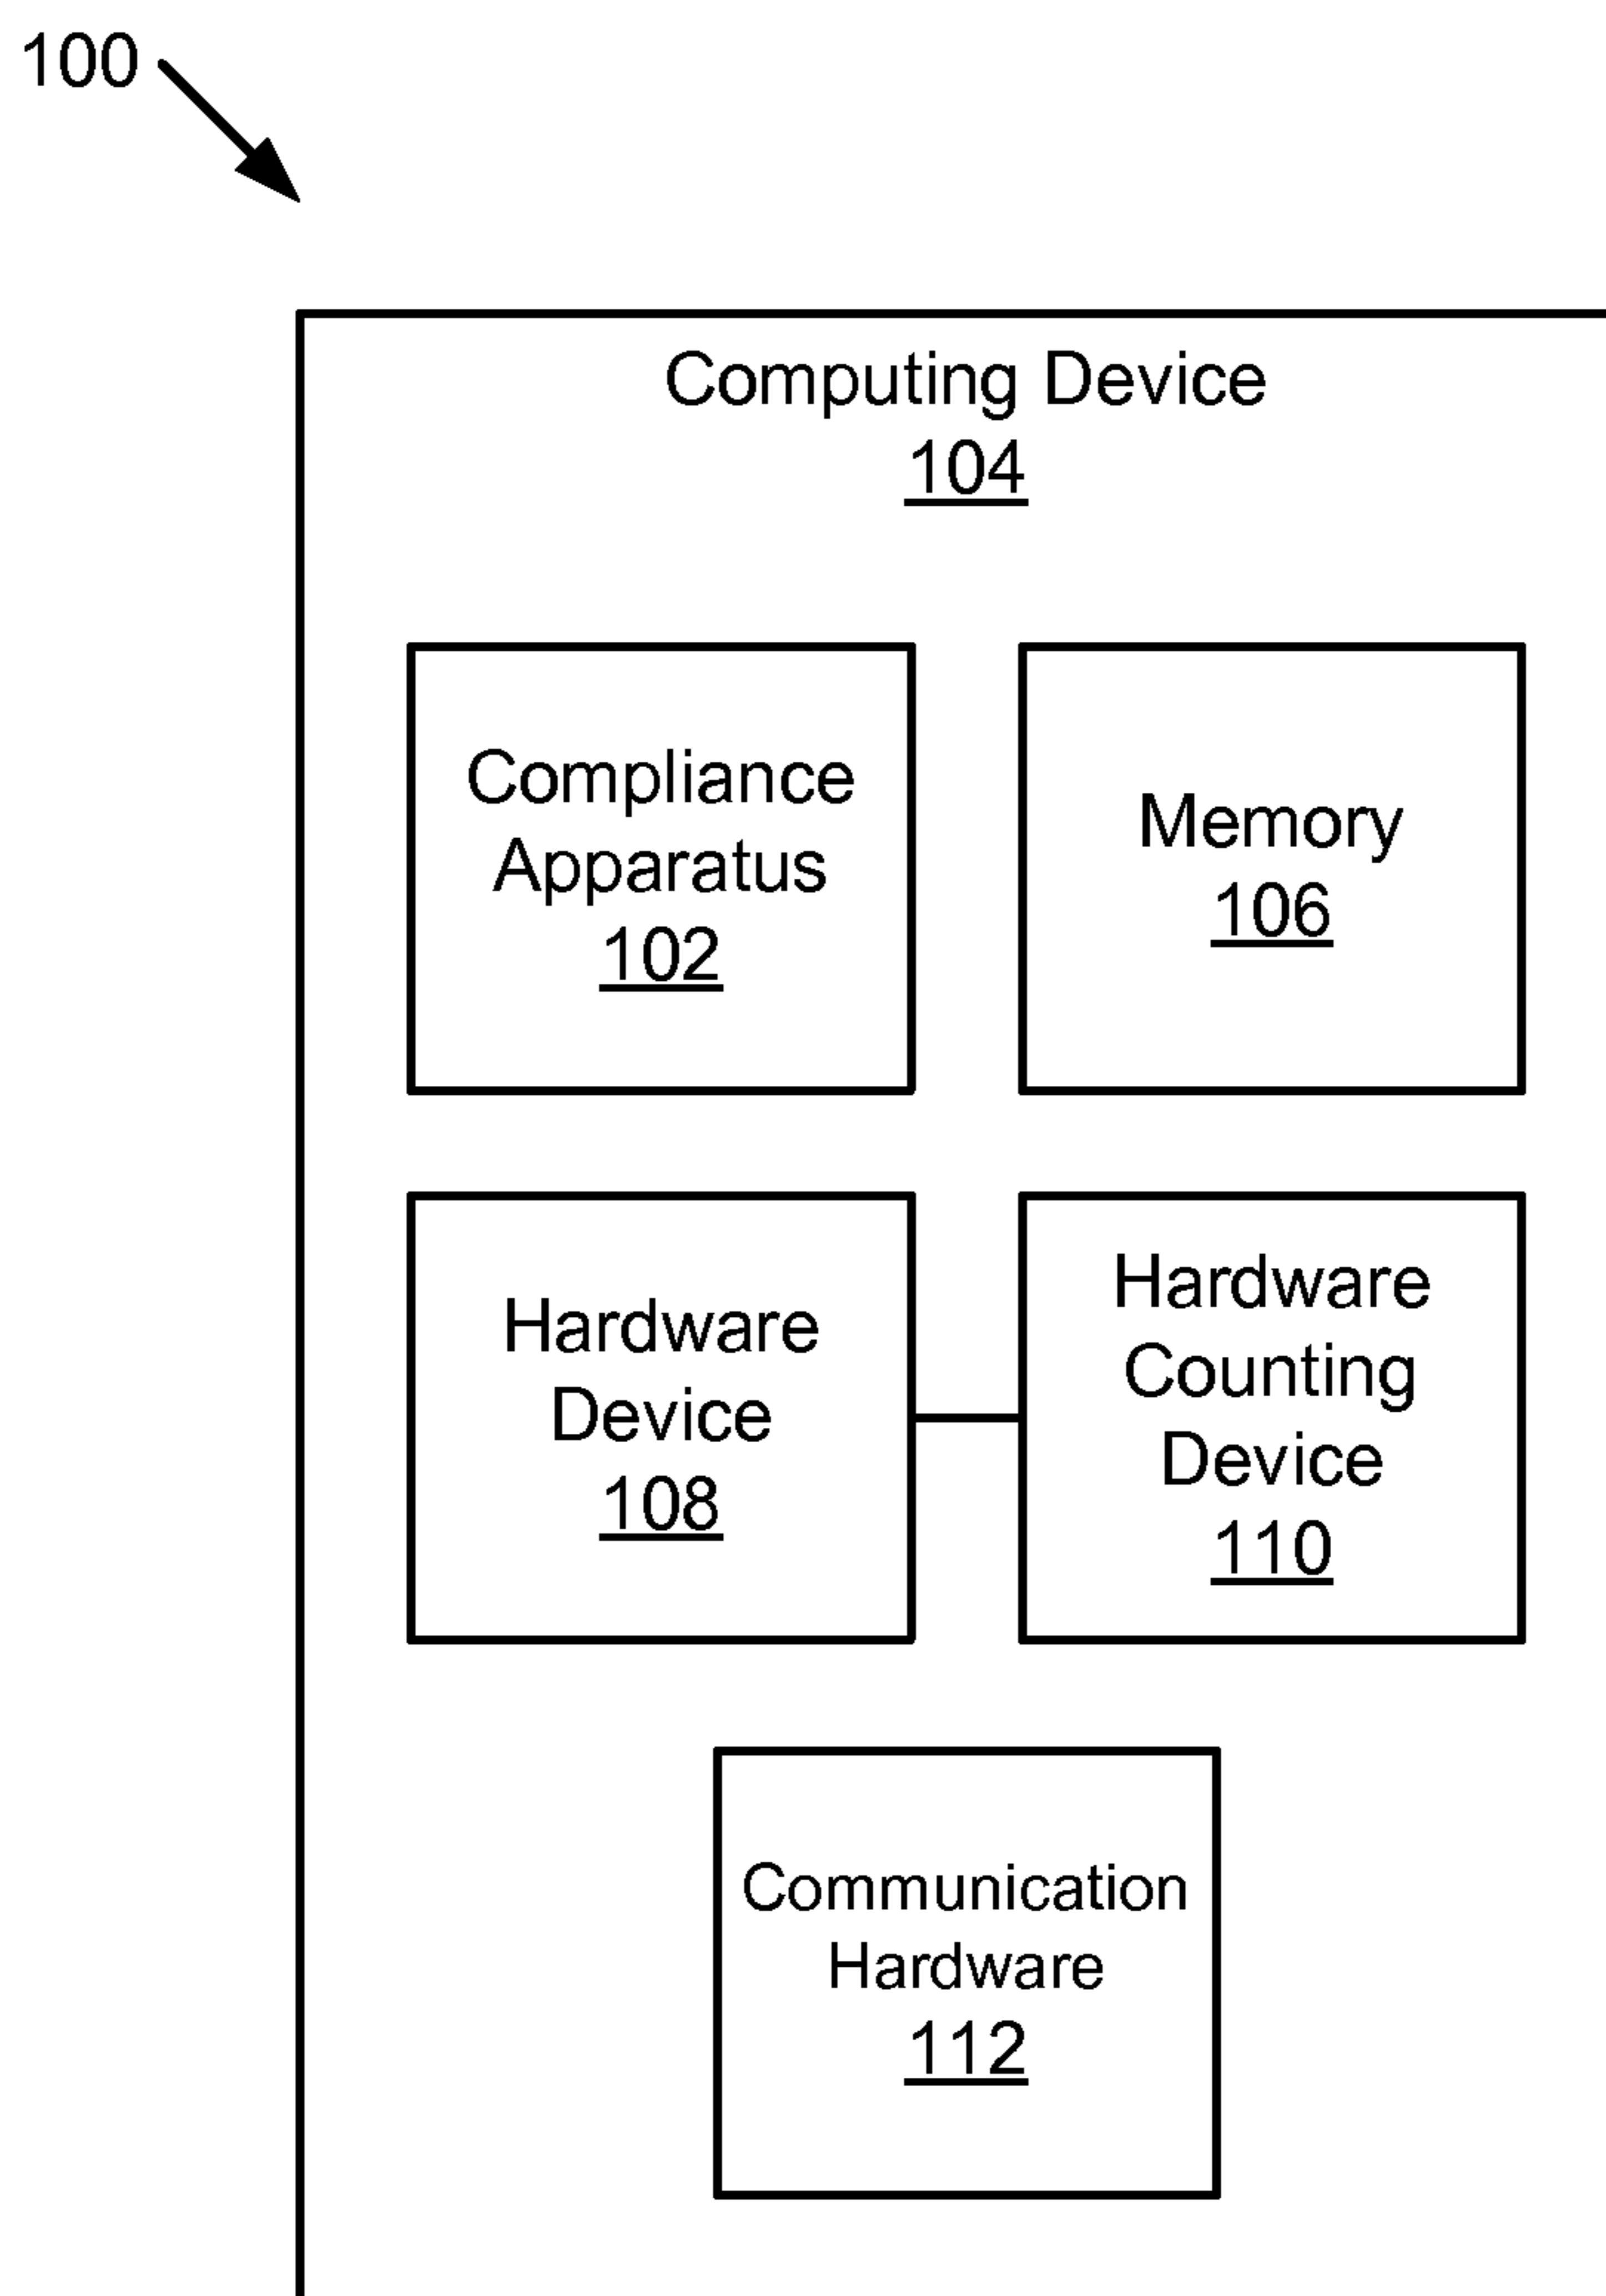 100
Computing Device
104
Compliance
Apparatus
102
Memory
106
Hardware
Device
108
Hardware
Counting
Device
110
Communication
Hardware
112